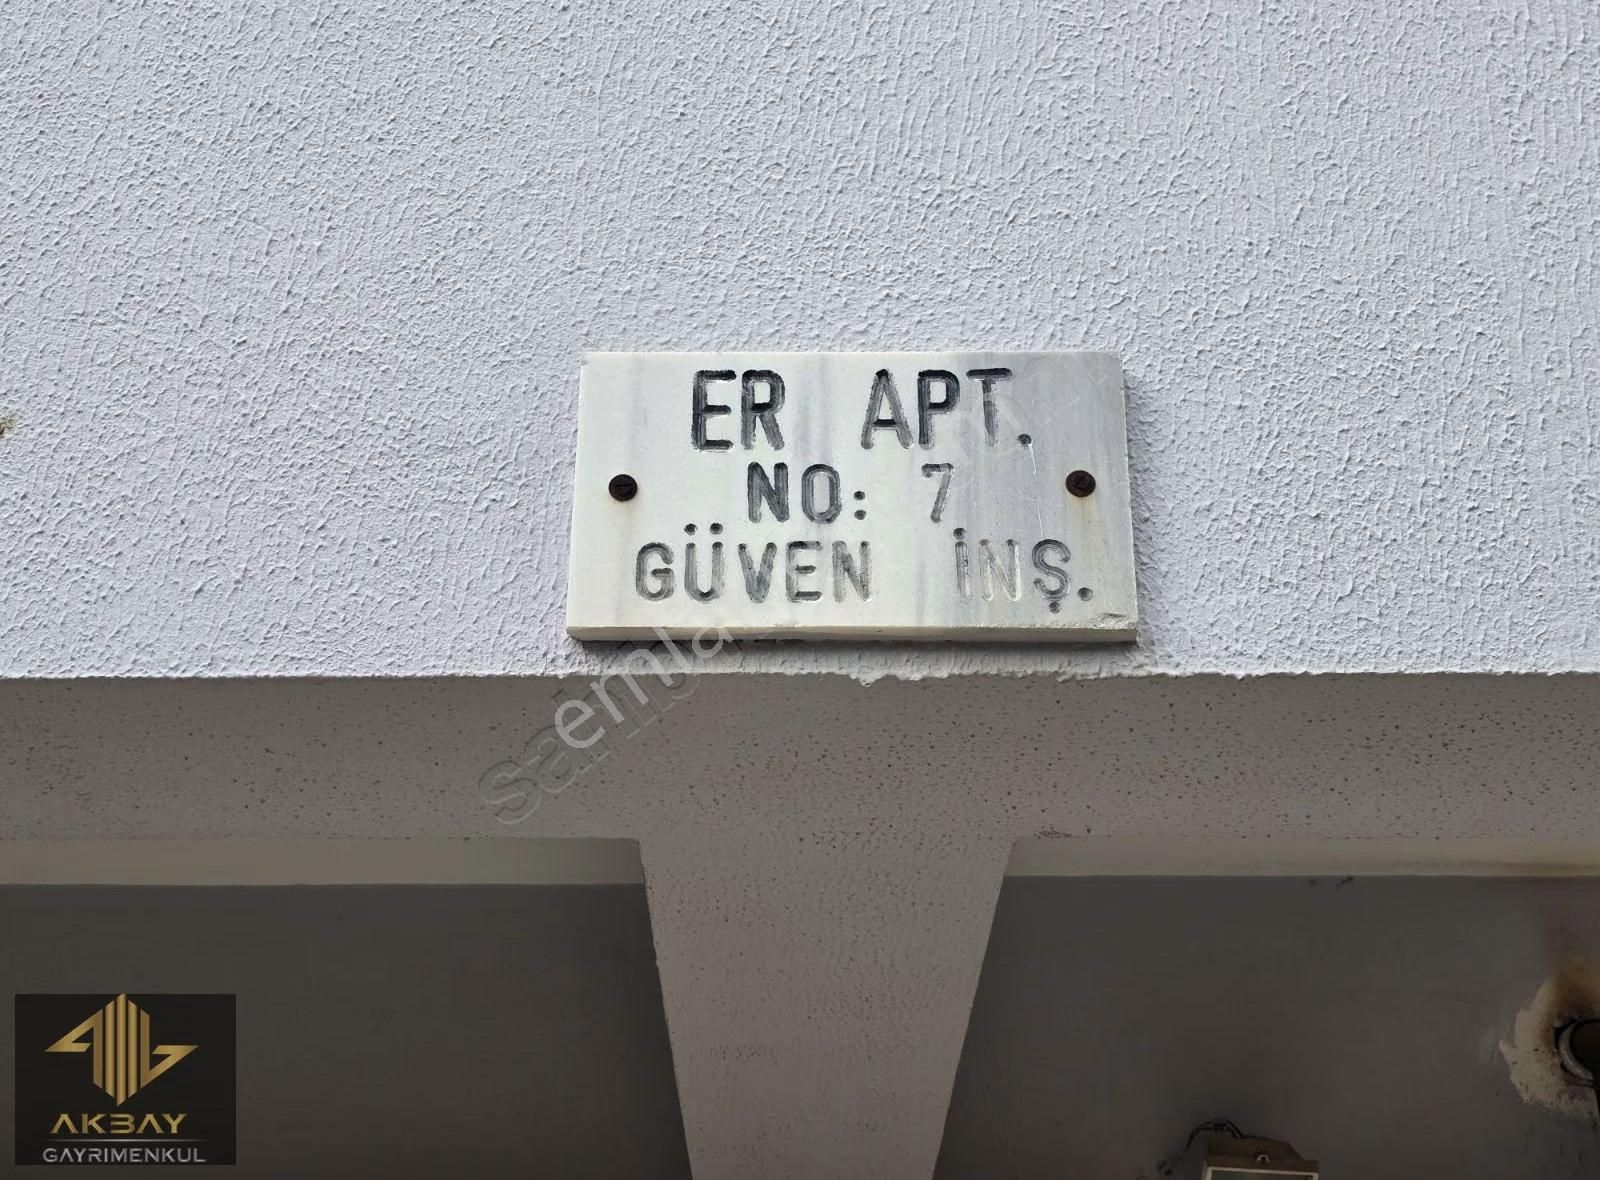 ER APT.
NO: 7
GÜVEN İNŞ.
AKBAY
GAYRIMENKUL